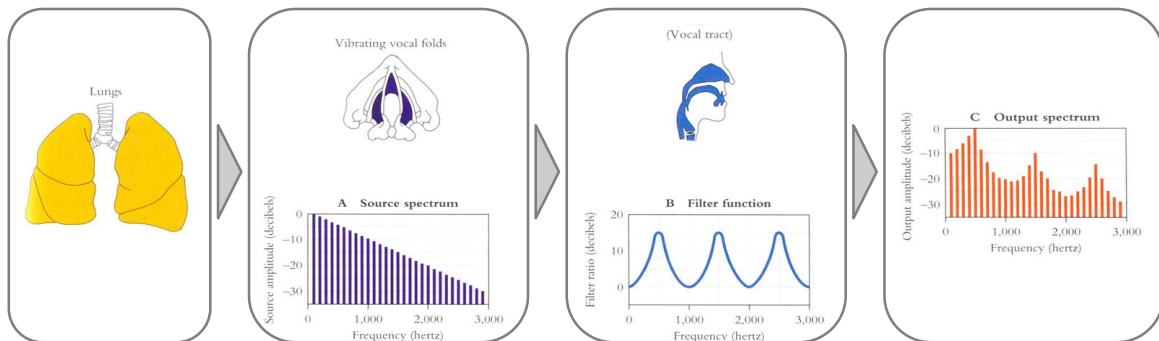 Lungs
Vibrating vocal folds
A Source spectrum
Source amplitude (decibels)
0
−10
−20
−30
0
1,000
2,000
3,000
Frequency (hertz)
(Vocal tract)
B Filter function
Filter ratio (decibels)
20
10
0
0
1,000
2,000
3,000
Frequency (hertz)
C Output spectrum
Output amplitude (decibels)
0
−10
−20
−30
0
1,000
2,000
3,000
Frequency (hertz)